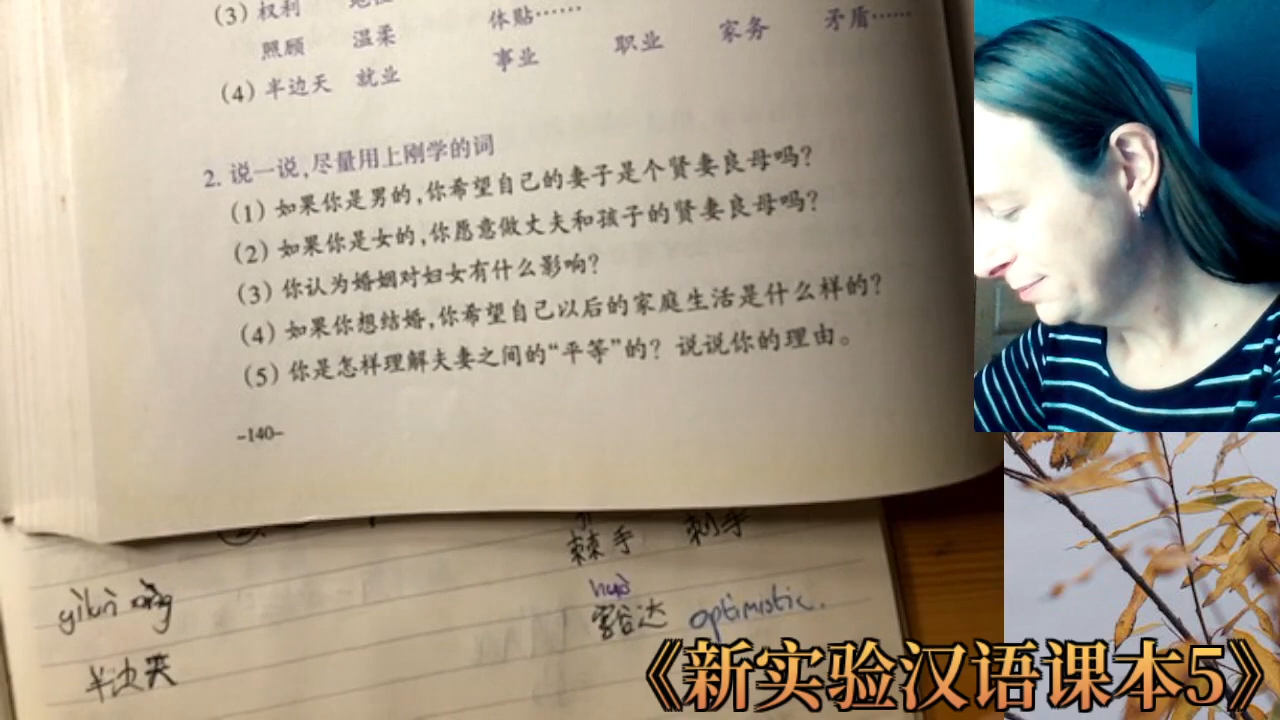 (3) 权利
体贴……
照顾 温柔
事业 职业 家务 矛盾……
(4) 半边天 就业
2. 说一说,尽量用上刚学的词
(1) 如果你是男的,你希望自己的妻子是个贤妻良母吗?
(2) 如果你是女的,你愿意做丈夫和孩子的贤妻良母吗?
(3) 你认为婚姻对妇女有什么影响?
(4) 如果你想结婚,你希望自己以后的家庭生活是什么样的?
(5) 你是怎样理解夫妻之间的“平等”的? 说说你的理由。
-140-
棘手 刺手
huò
豁达 optimistic.
《新实验汉语课本5》